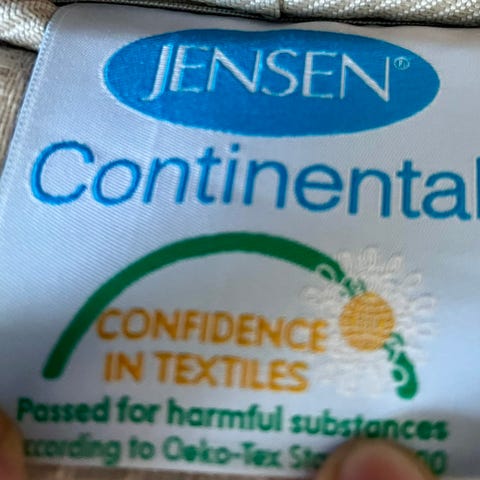 JENSEN®
Continental
CONFIDENCE
IN TEXTILES
Passed for harmful substances
according to Oeko-Tex